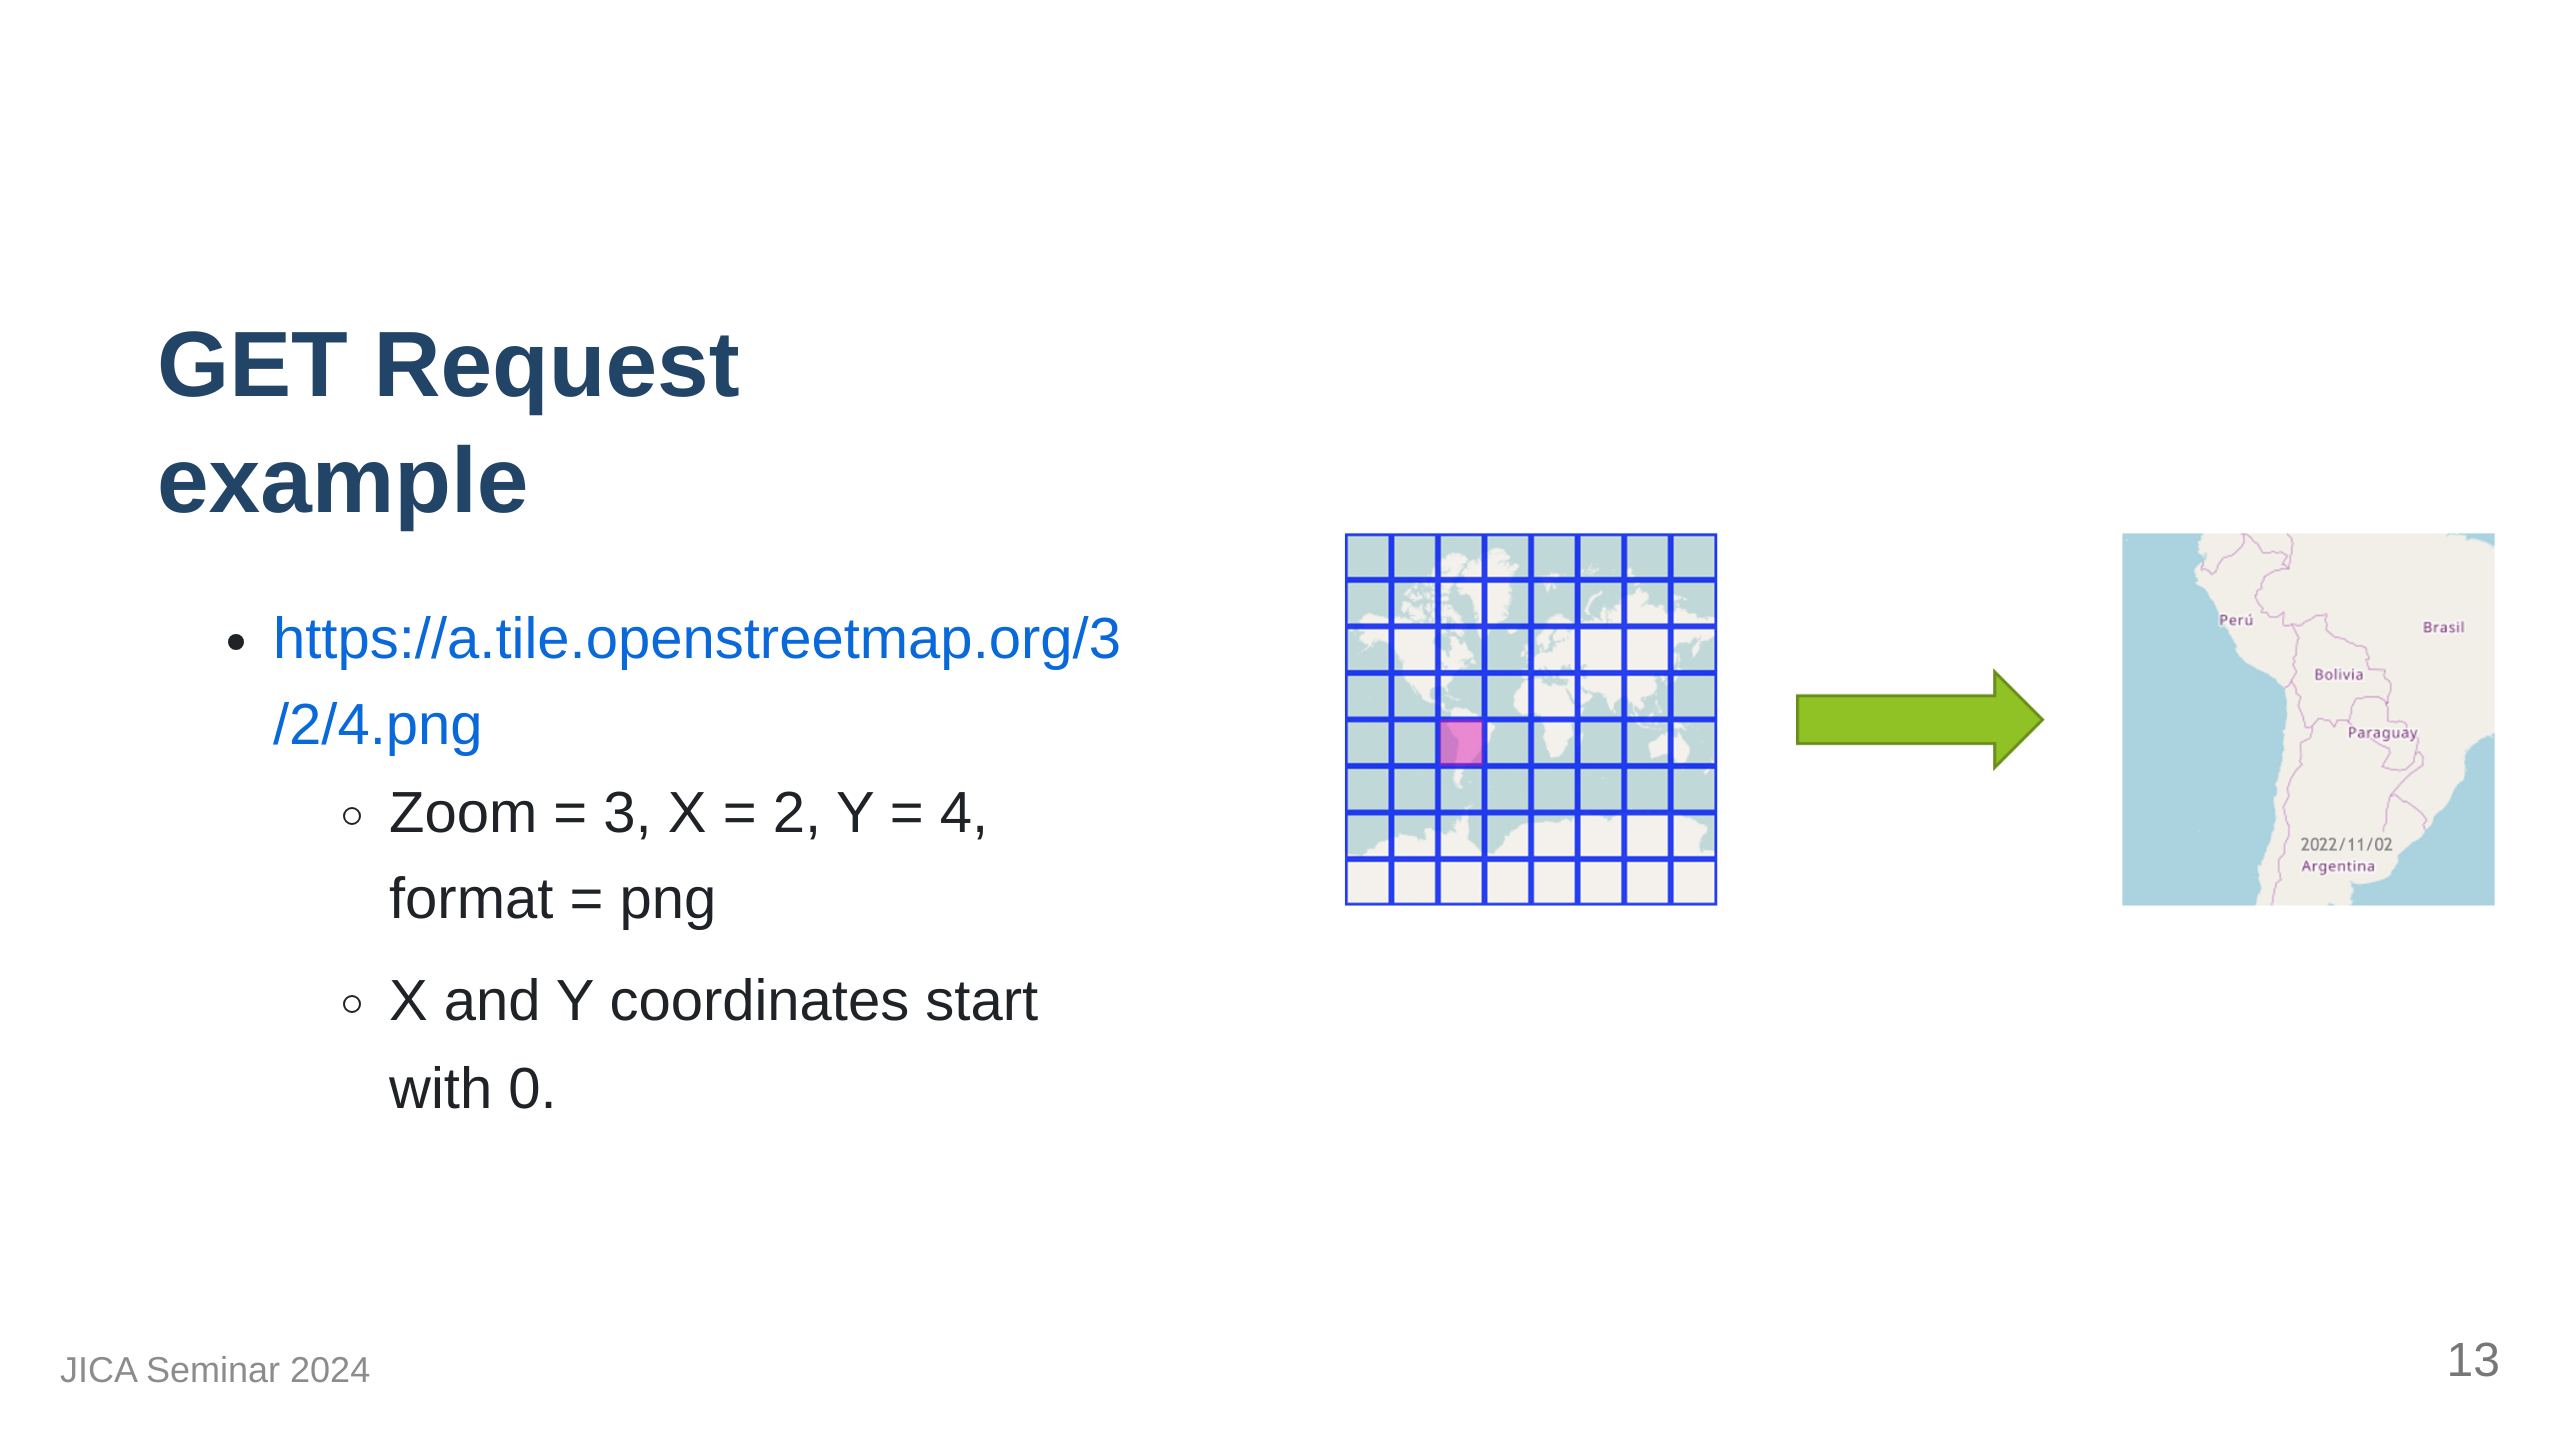 GET Request
example
https://a.tile.openstreetmap.org/3
/2/4.png
Zoom = 3, X = 2, Y = 4,
format = png
X and Y coordinates start
with 0.
Perú
Brasil
Bolivia
Paraguay
2022/11/02
Argentina
JICA Seminar 2024
13